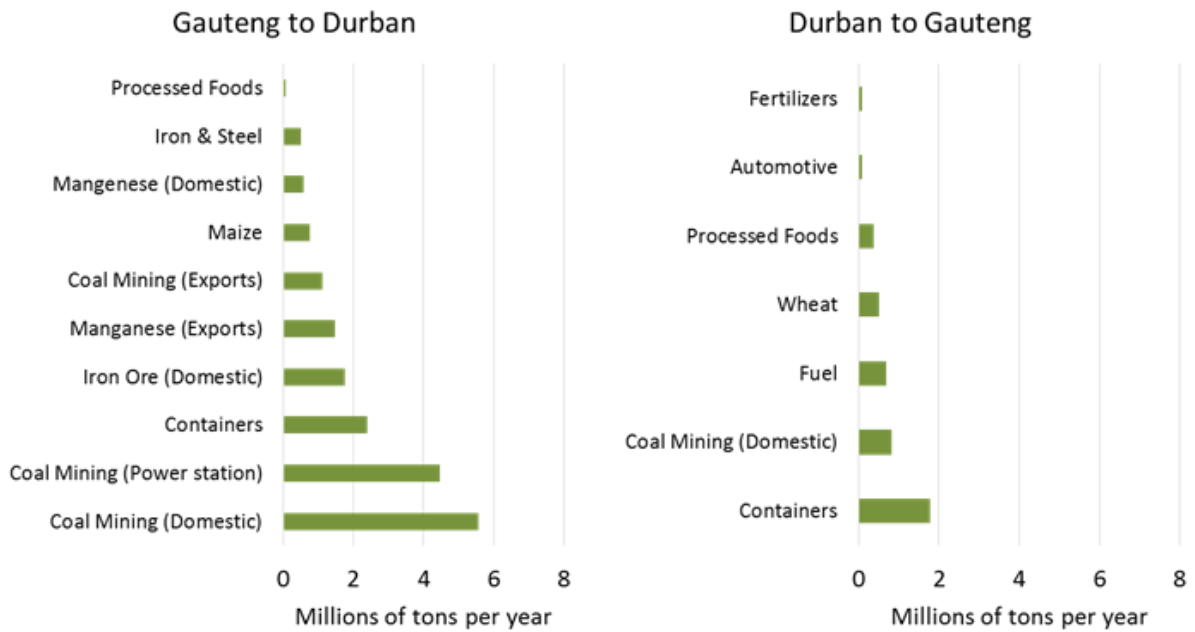 Gauteng to Durban
Processed Foods
Iron & Steel
Mangenese (Domestic)
Maize
Coal Mining (Exports)
Manganese (Exports)
Iron Ore (Domestic)
Containers
Coal Mining (Power station)
Coal Mining (Domestic)
0 2 4 6 8
Millions of tons per year
Durban to Gauteng
Fertilizers
Automotive
Processed Foods
Wheat
Fuel
Coal Mining (Domestic)
Containers
0 2 4 6 8
Millions of tons per year